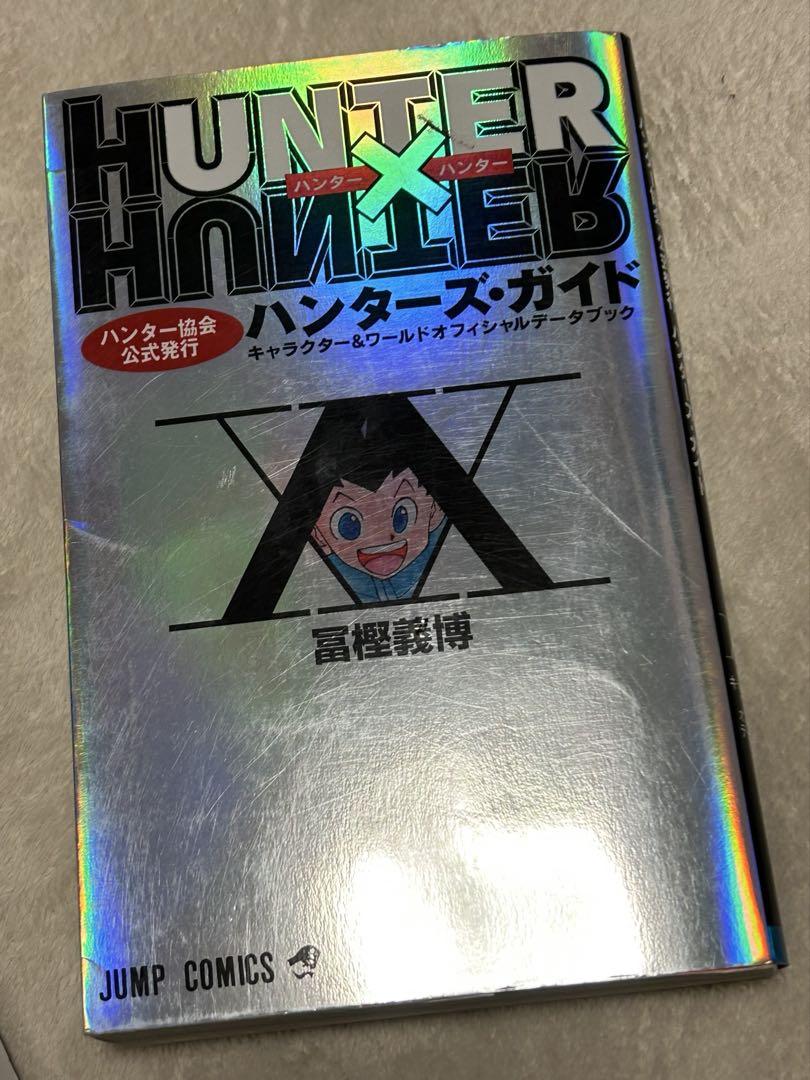 HUNTER
ハンター × ハンター
HUNTER
ハンターズ・ガイド
キャラクター&ワールドオフィシャルデータブック
ハンター協会
公式発行
冨樫義博
JUMP COMICS